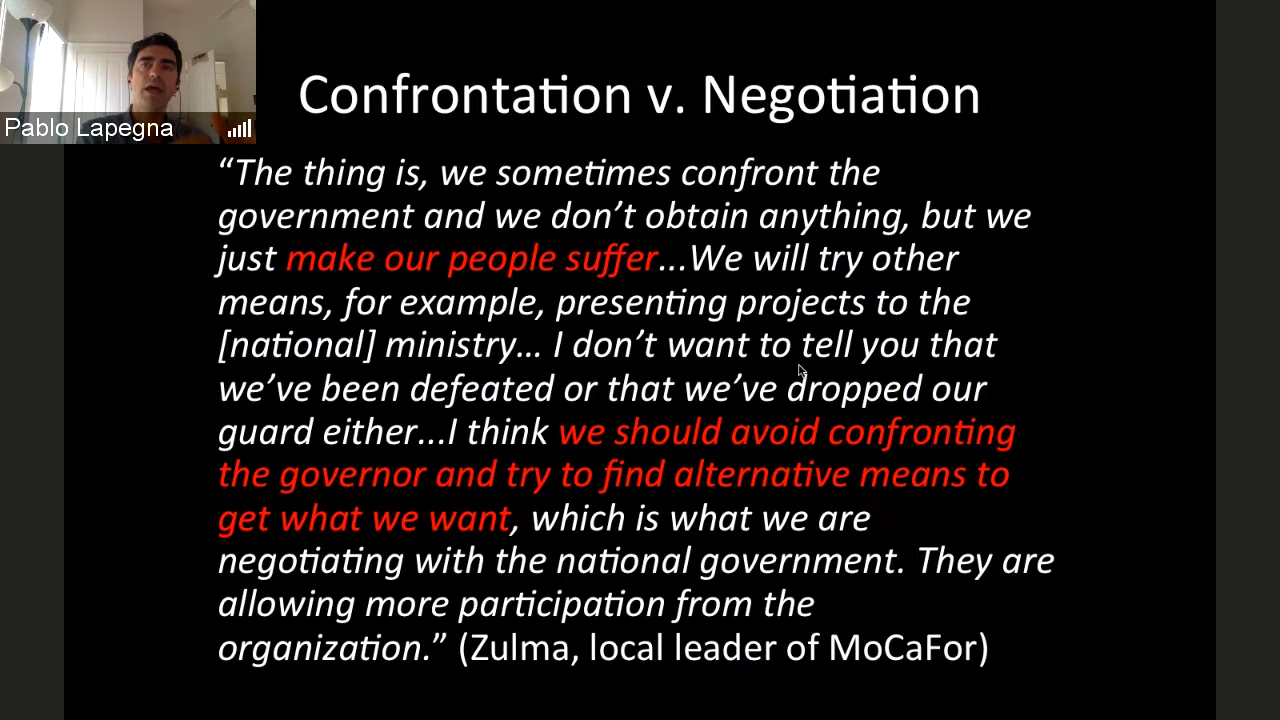 Pablo Lapegna
Confrontation v. Negotiation
“The thing is, we sometimes confront the
government and we don’t obtain anything, but we
just make our people suffer...We will try other
means, for example, presenting projects to the
[national] ministry… I don’t want to tell you that
we’ve been defeated or that we’ve dropped our
guard either...I think we should avoid confronting
the governor and try to find alternative means to
get what we want, which is what we are
negotiating with the national government. They are
allowing more participation from the
organization.” (Zulma, local leader of MoCaFor)